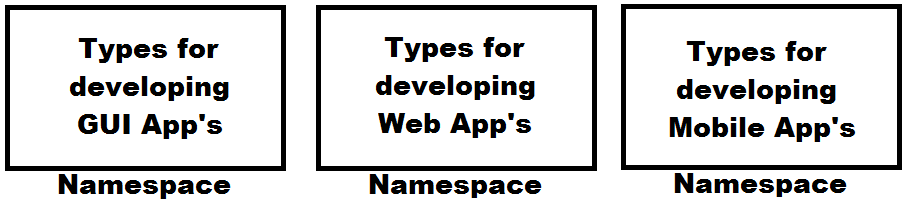 Types for
developing
GUI App's
Namespace
Types for
developing
Web App's
Namespace
Types for
developing
Mobile App's
Namespace